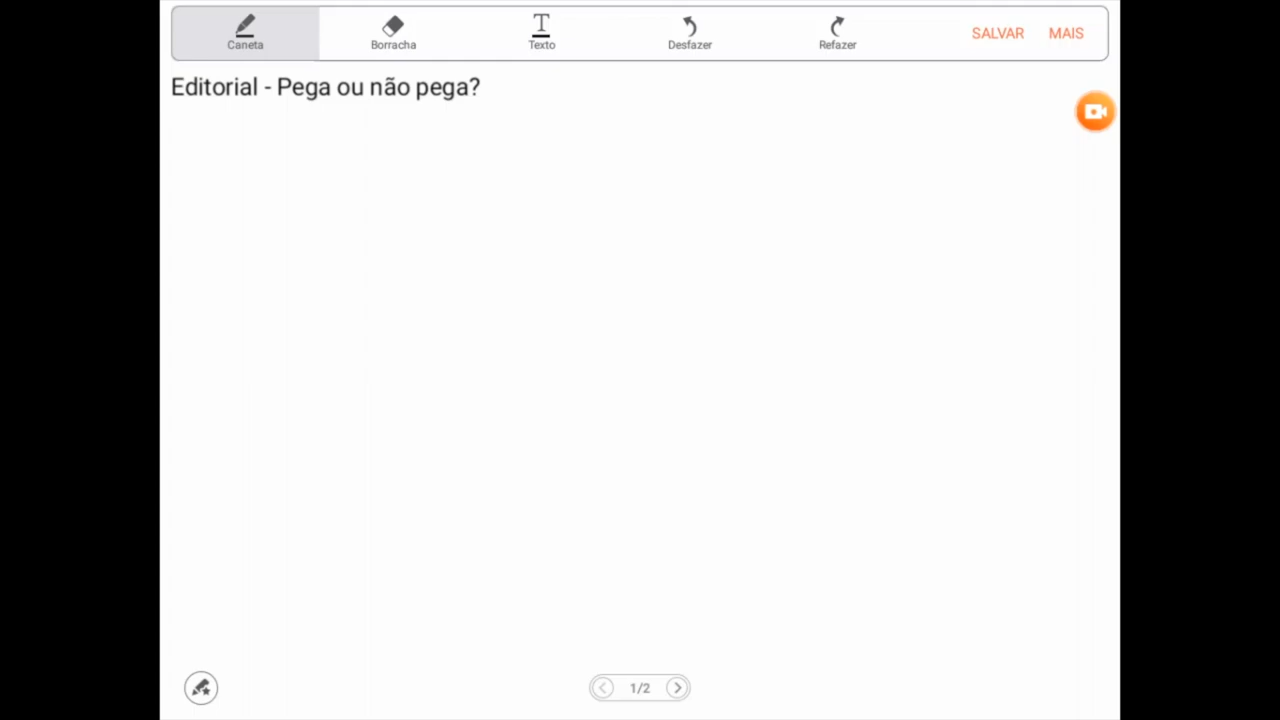 Caneta
Borracha
T
Texto
Desfazer
Refazer
SALVAR MAIS
Editorial - Pega ou não pega?
1/2